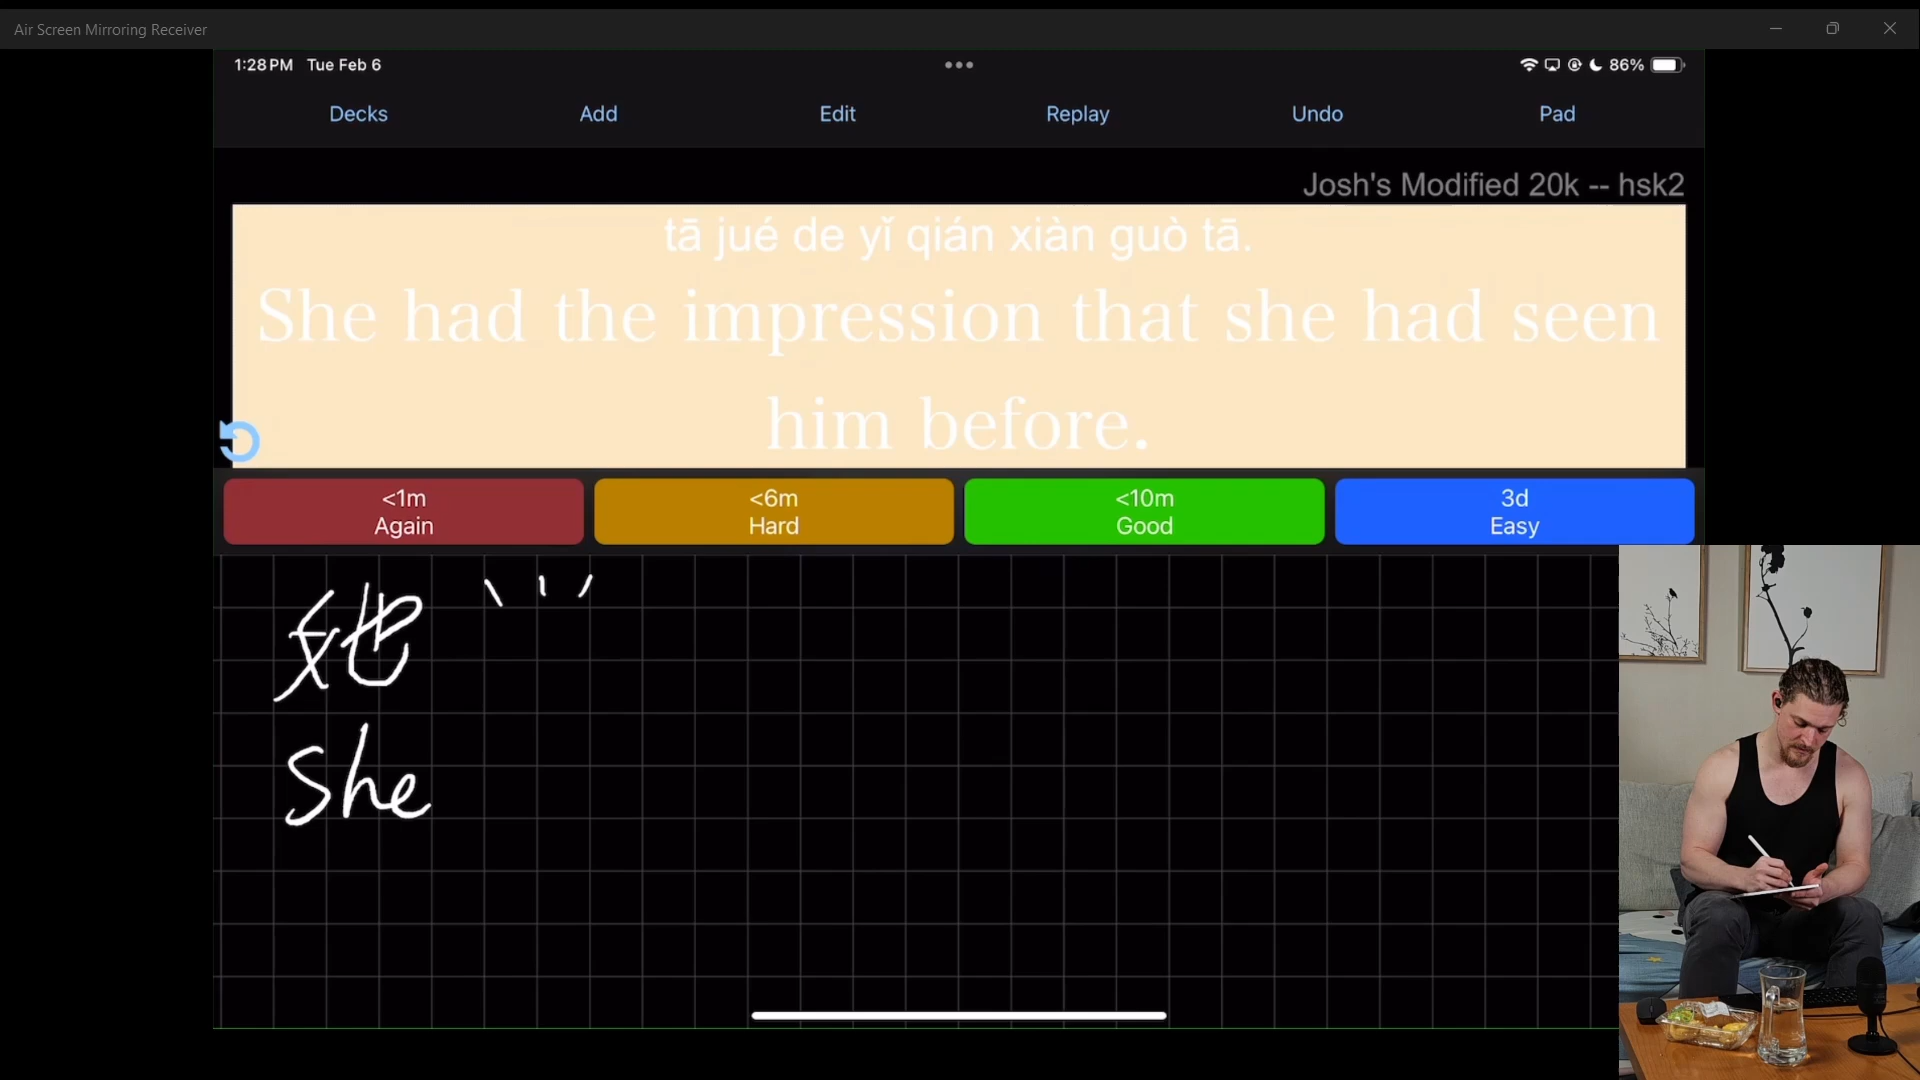 Air Screen Mirroring Receiver
1:28 PM Tue Feb 6
86%
Decks Add Edit Replay Undo Pad
Josh's Modified 20k -- hsk2
tā jué de yǐ qián xiàn guò tā.
She had the impression that she had seen
him before.
<1m <6m <10m 3d
Again Hard Good Easy
她
She